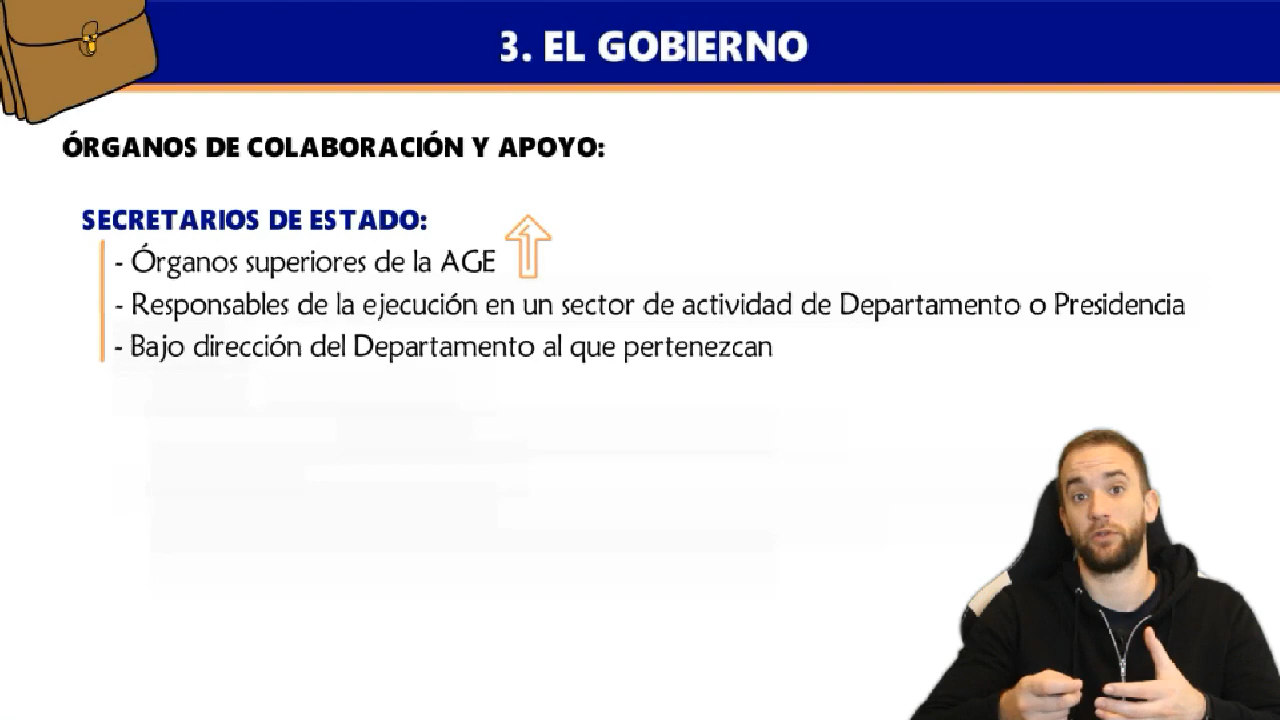 3. EL GOBIERNO
ÓRGANOS DE COLABORACIÓN Y APOYO:
SECRETARIOS DE ESTADO:
- Órganos superiores de la AGE
- Responsables de la ejecución en un sector de actividad de Departamento o Presidencia
- Bajo dirección del Departamento al que pertenezcan